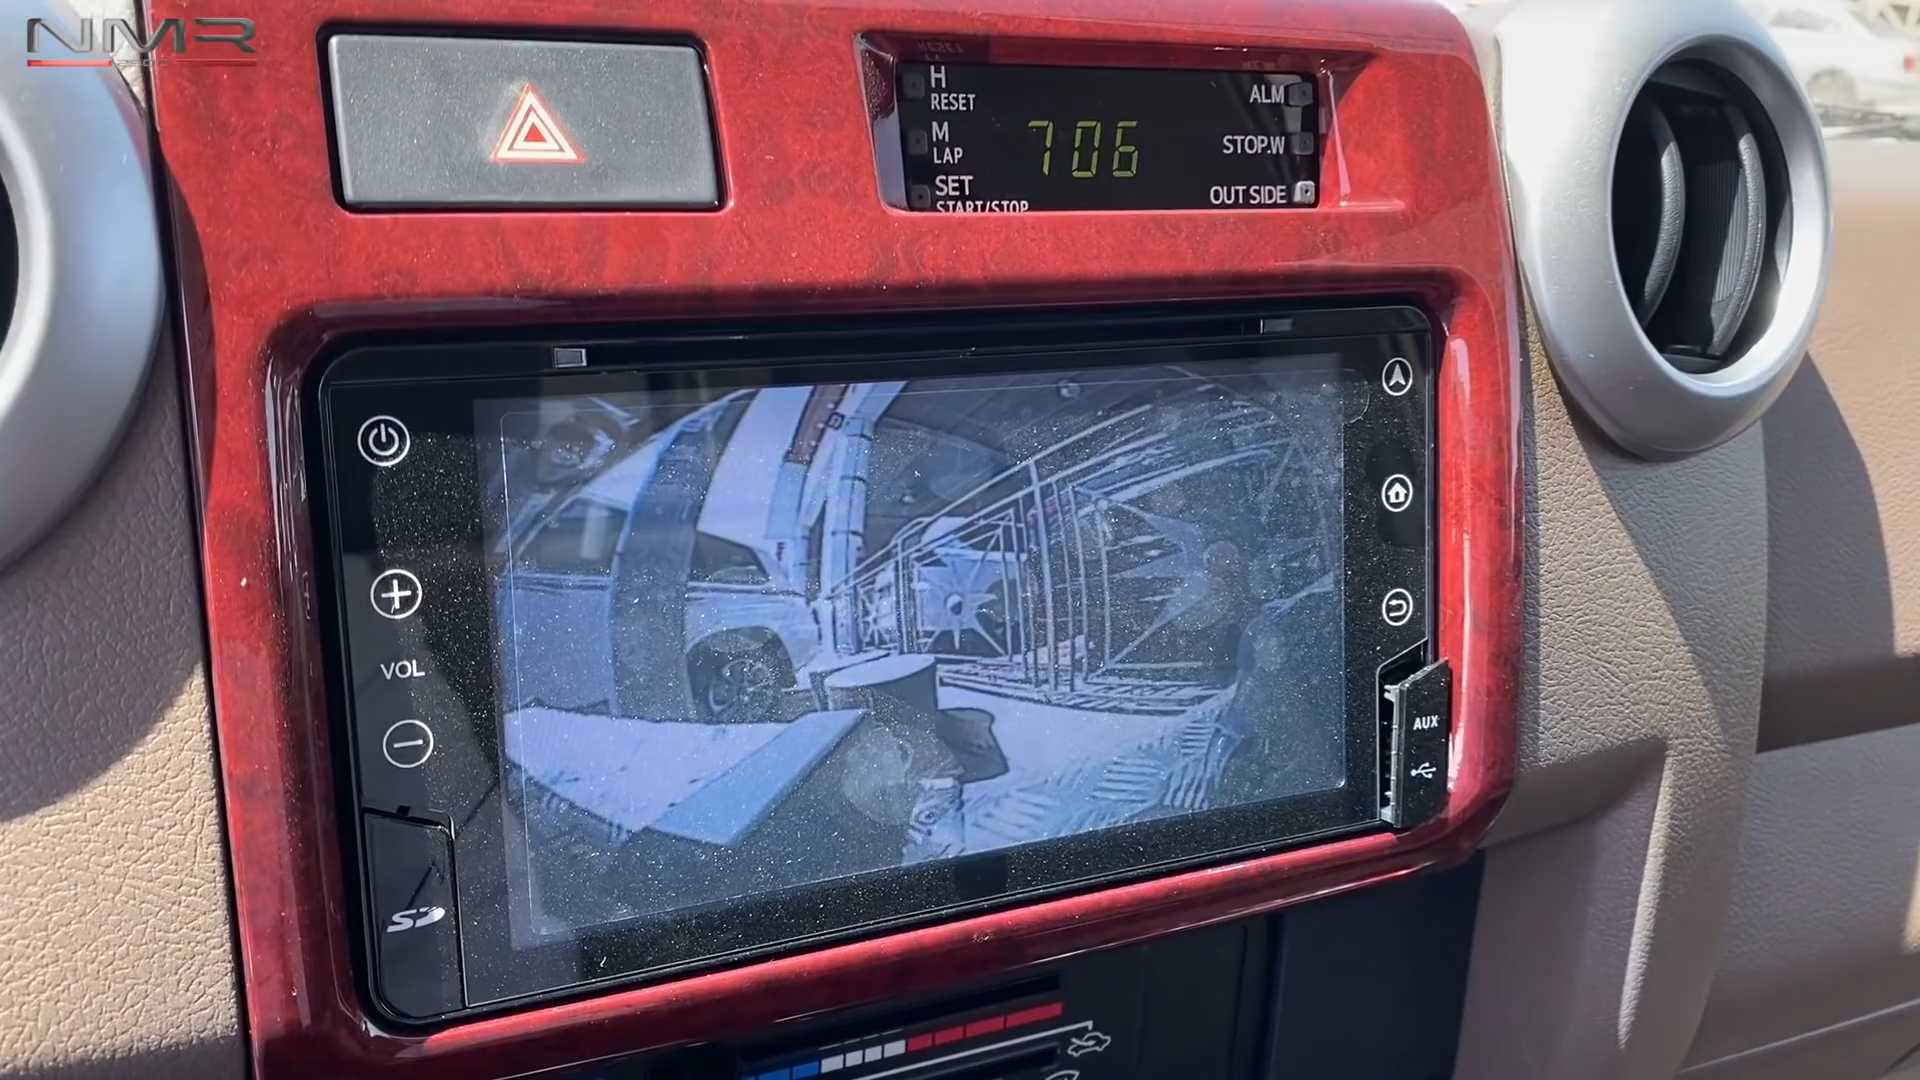 NMR
H
RESET
M
LAP
SET
START/STOP
706
ALM
STOP.W
OUT SIDE
VOL
AUX
SD